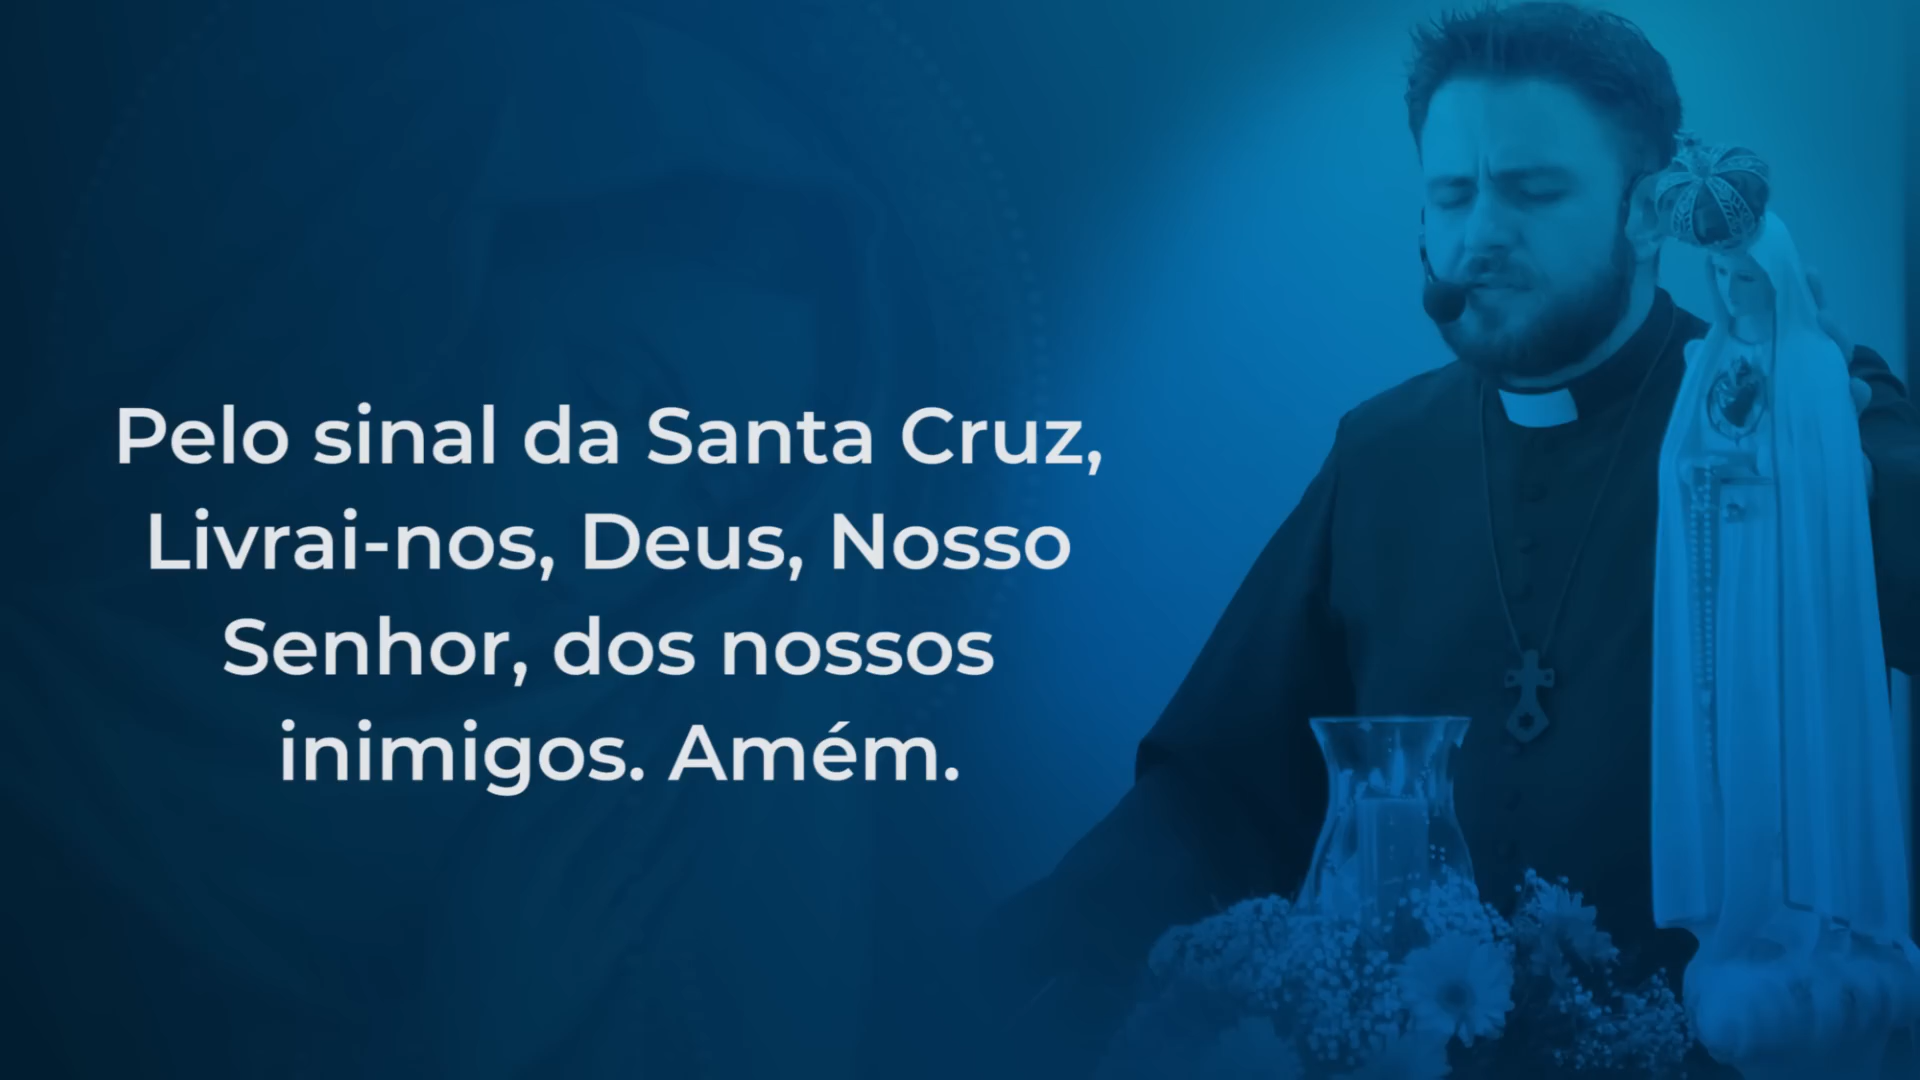 Pelo sinal da Santa Cruz,
Livrai-nos, Deus, Nosso
Senhor, dos nossos
inimigos. Amém.